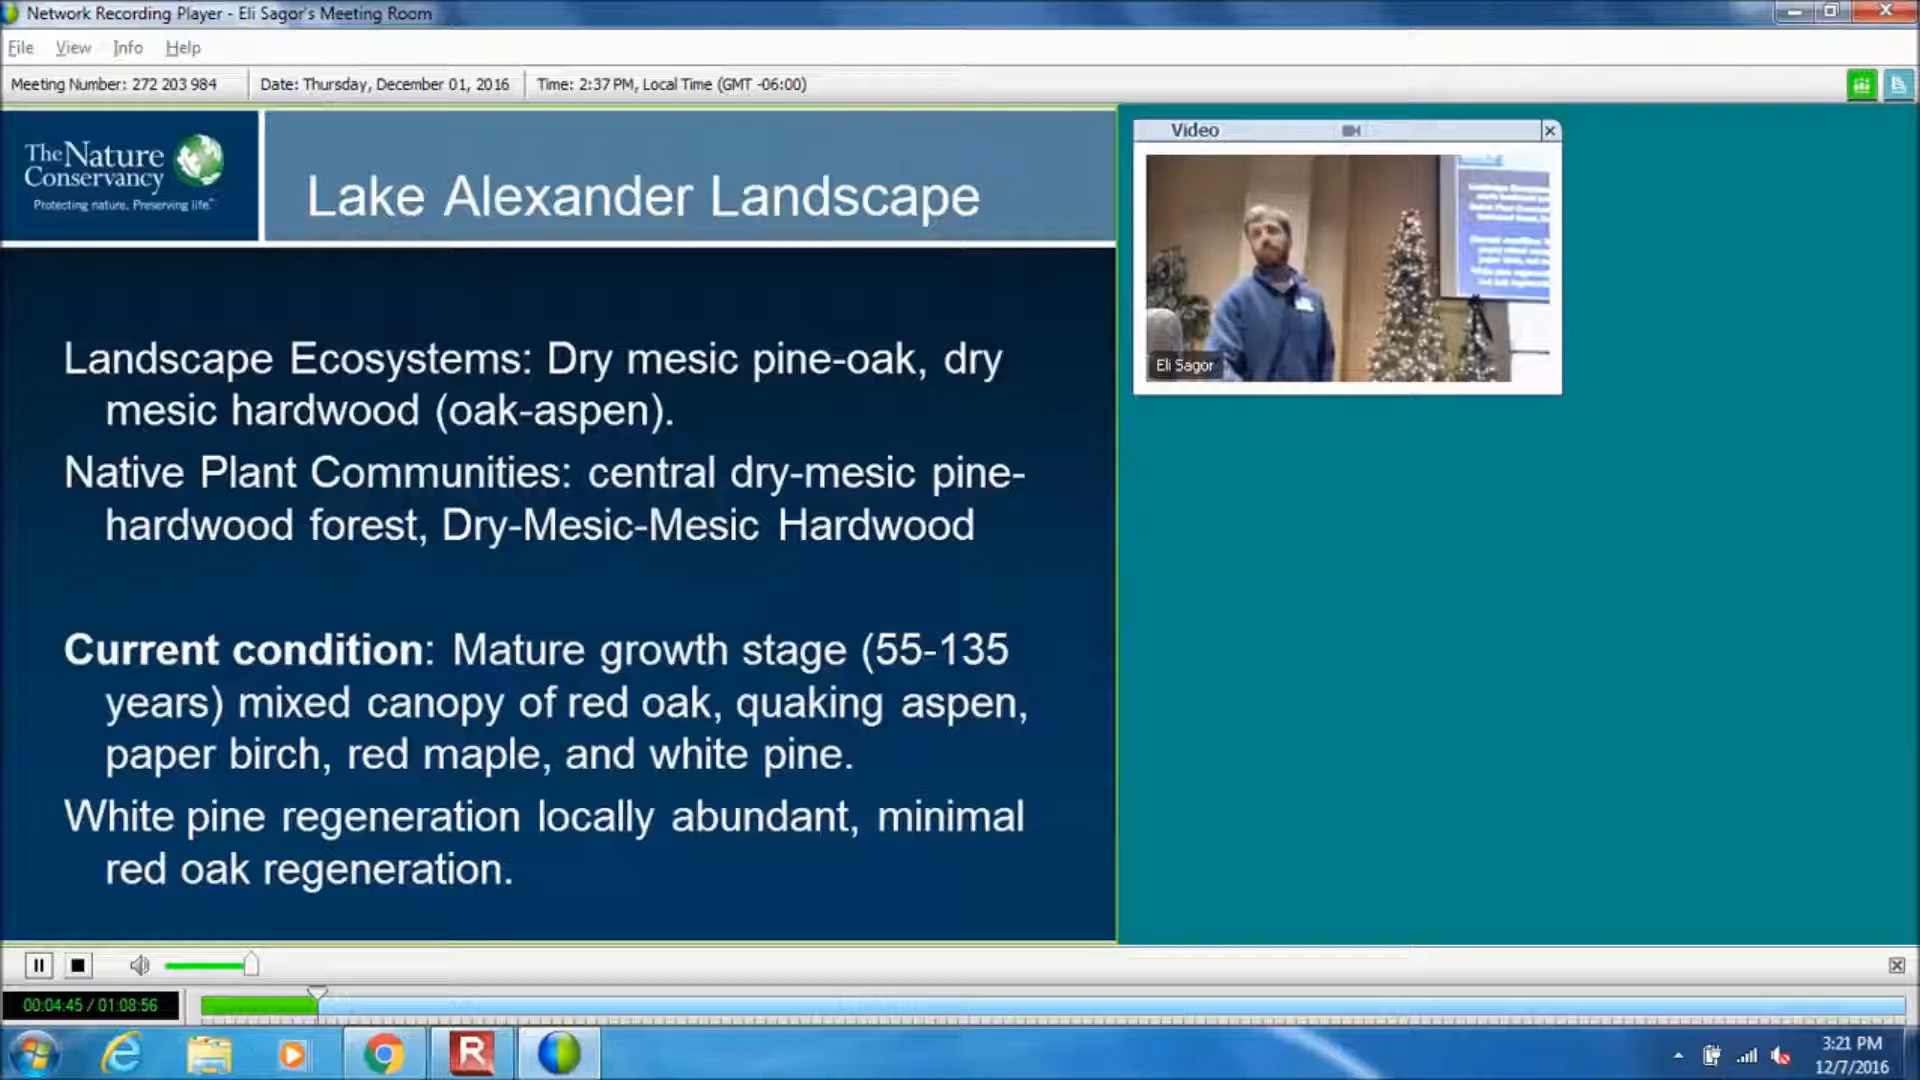 Network Recording Player - Eli Sagor's Meeting Room
File View Info Help
Meeting Number: 272 203 984
Date: Thursday, December 01, 2016
Time: 2:37 PM, Local Time (GMT -06:00)
The Nature
Conservancy
Protecting nature. Preserving life.
Lake Alexander Landscape
Landscape Ecosystems: Dry mesic pine-oak, dry
mesic hardwood (oak-aspen).
Native Plant Communities: central dry-mesic pine-
hardwood forest, Dry-Mesic-Mesic Hardwood
Current condition: Mature growth stage (55-135
years) mixed canopy of red oak, quaking aspen,
paper birch, red maple, and white pine.
White pine regeneration locally abundant, minimal
red oak regeneration.
Video
Eli Sagor
00:04:45 / 01:08:56
R
3:21 PM
12/7/2016